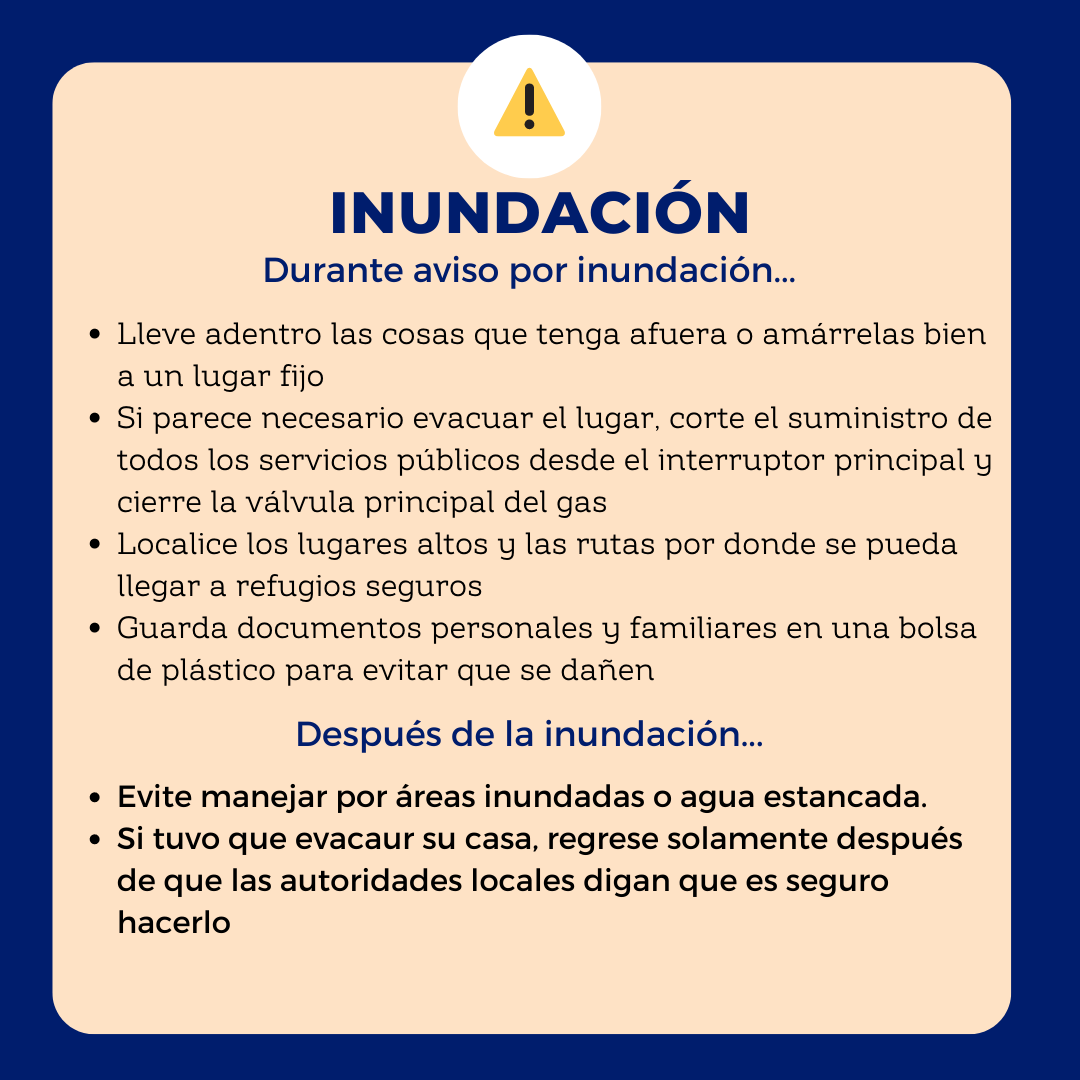 INUNDACIÓN
Durante aviso por inundación...
• Lleve adentro las cosas que tenga afuera o amárrelas bien
a un lugar fijo
• Si parece necesario evacuar el lugar, corte el suministro de
todos los servicios públicos desde el interruptor principal y
cierre la válvula principal del gas
• Localice los lugares altos y las rutas por donde se pueda
llegar a refugios seguros
• Guarda documentos personales y familiares en una bolsa
de plástico para evitar que se dañen
Después de la inundación...
• Evite manejar por áreas inundadas o agua estancada.
• Si tuvo que evacaur su casa, regrese solamente después
de que las autoridades locales digan que es seguro
hacerlo